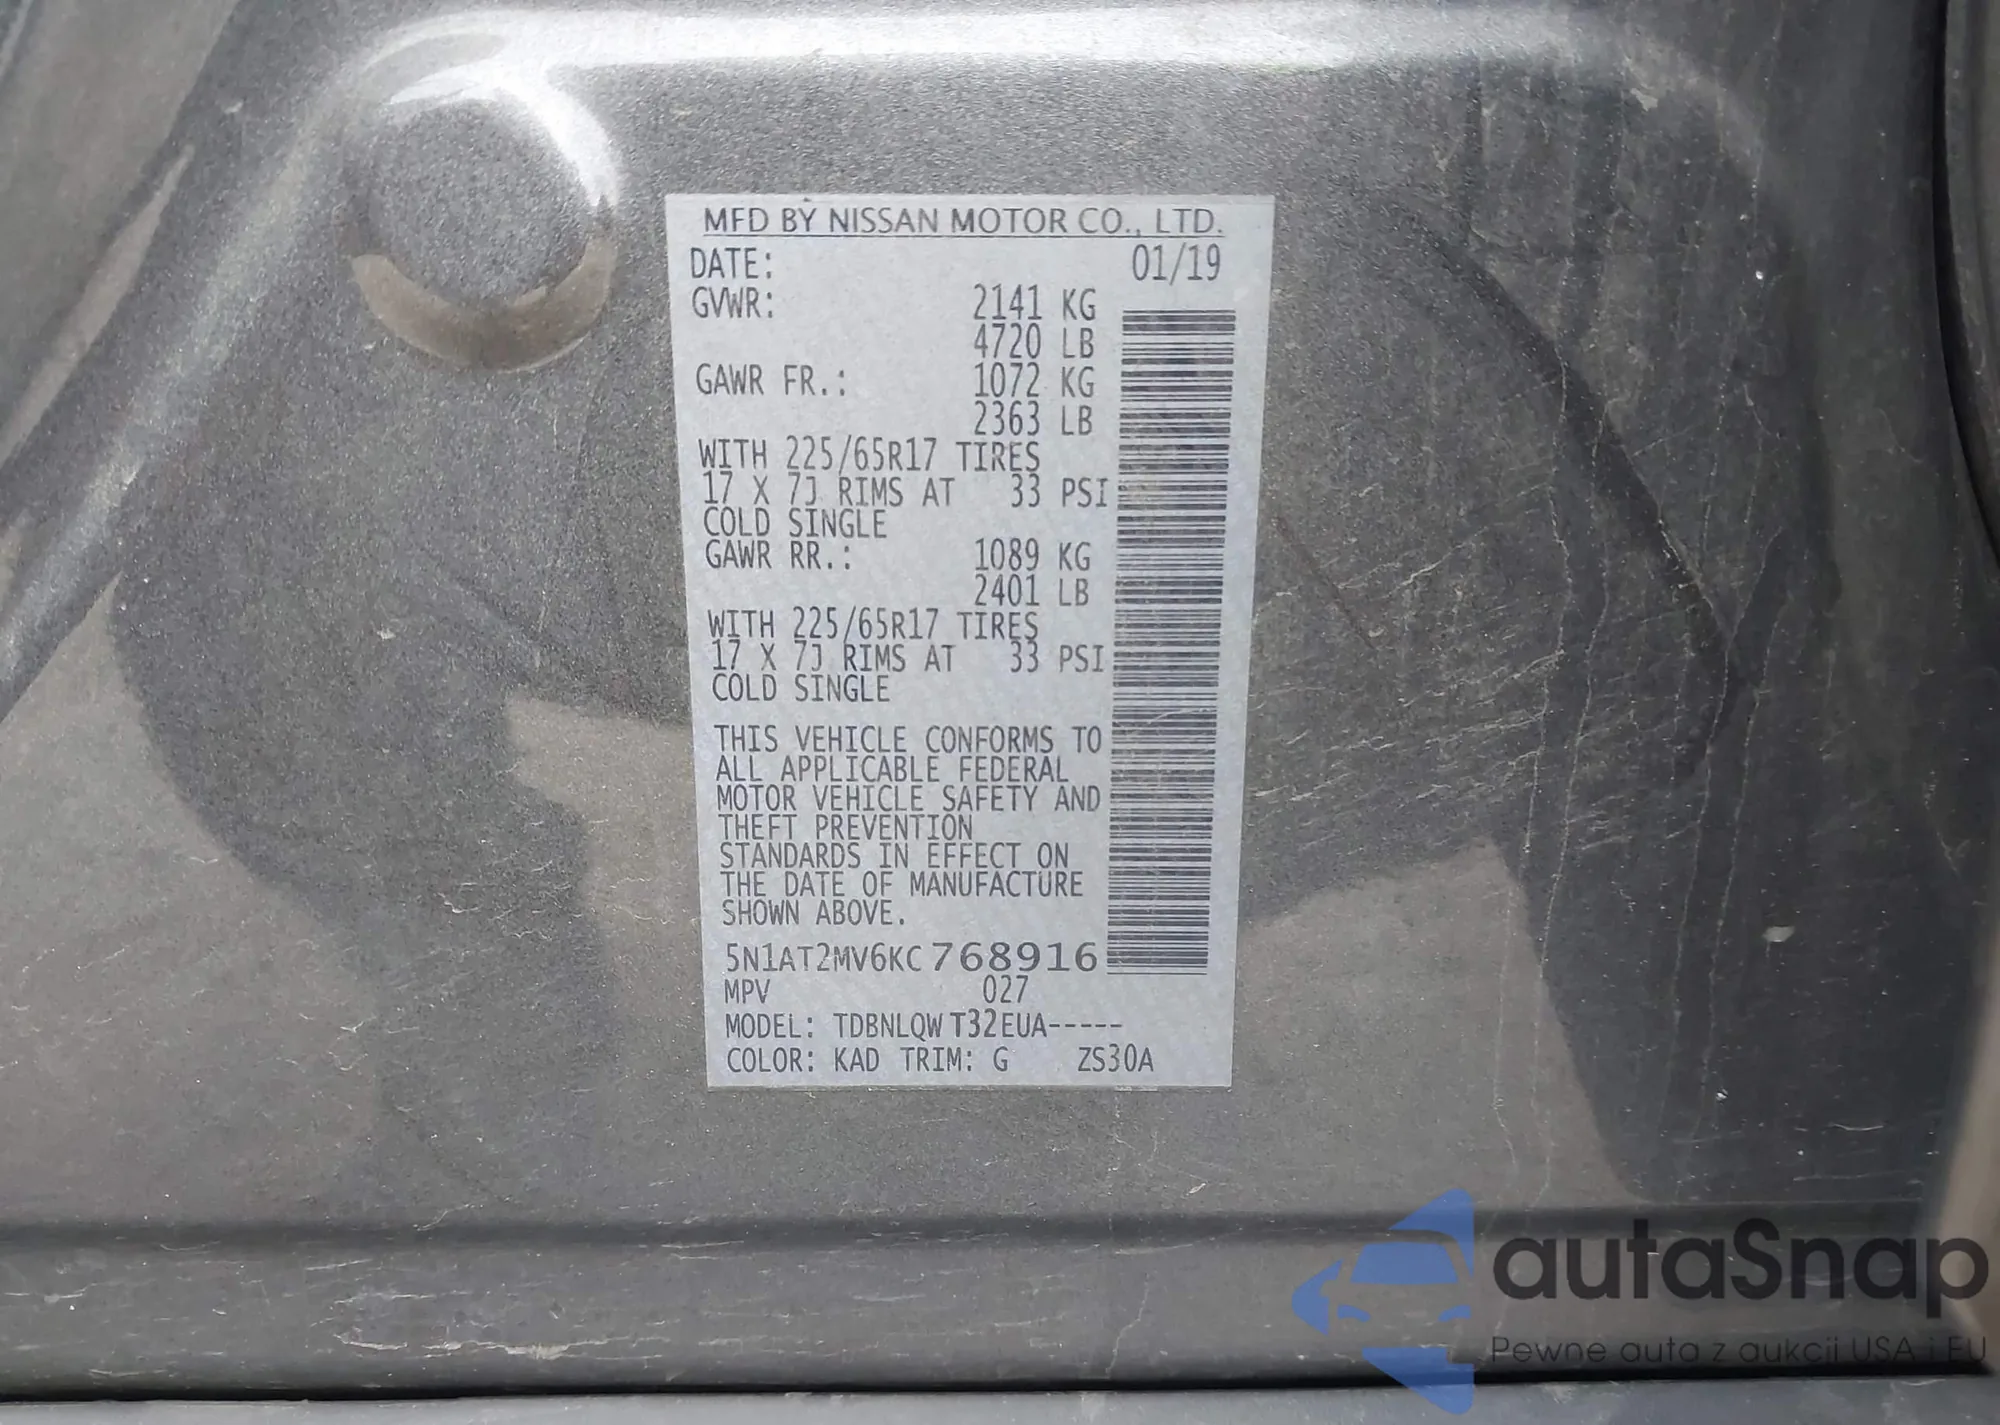 MFD BY NISSAN MOTOR CO., LTD.
DATE: 01/19
GVWR: 2141 KG
4720 LB
GAWR FR.: 1072 KG
2363 LB
WITH 225/65R17 TIRES
17 X 7J RIMS AT 33 PSI
COLD SINGLE
GAWR RR.: 1089 KG
2401 LB
WITH 225/65R17 TIRES
17 X 7J RIMS AT 33 PSI
COLD SINGLE
THIS VEHICLE CONFORMS TO
ALL APPLICABLE FEDERAL
MOTOR VEHICLE SAFETY AND
THEFT PREVENTION
STANDARDS IN EFFECT ON
THE DATE OF MANUFACTURE
SHOWN ABOVE.
5N1AT2MV6KC768916
MPV 027
MODEL: TDBNLQWT32EUA-----
COLOR: KAD TRIM: G ZS30A
autaSnap
Pewne auta z aukcji USA i EU